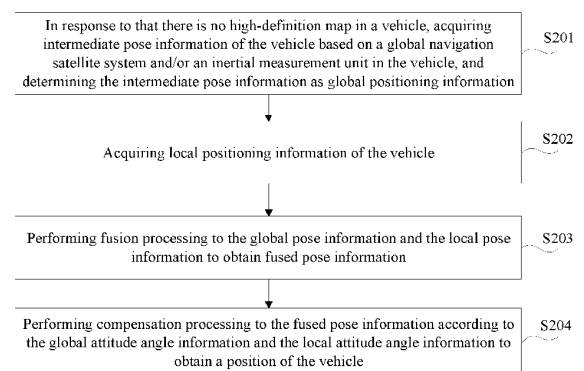 In response to that there is no high-definition map in a vehicle, acquiring
intermediate pose information of the vehicle based on a global navigation
satellite system and/or an inertial measurement unit in the vehicle, and
determining the intermediate pose information as global positioning information
S201
Acquiring local positioning information of the vehicle
S202
Performing fusion processing to the global pose information and the local pose
information to obtain fused pose information
S203
Performing compensation processing to the fused pose information according to
the global attitude angle information and the local attitude angle information to
obtain a position of the vehicle
S204